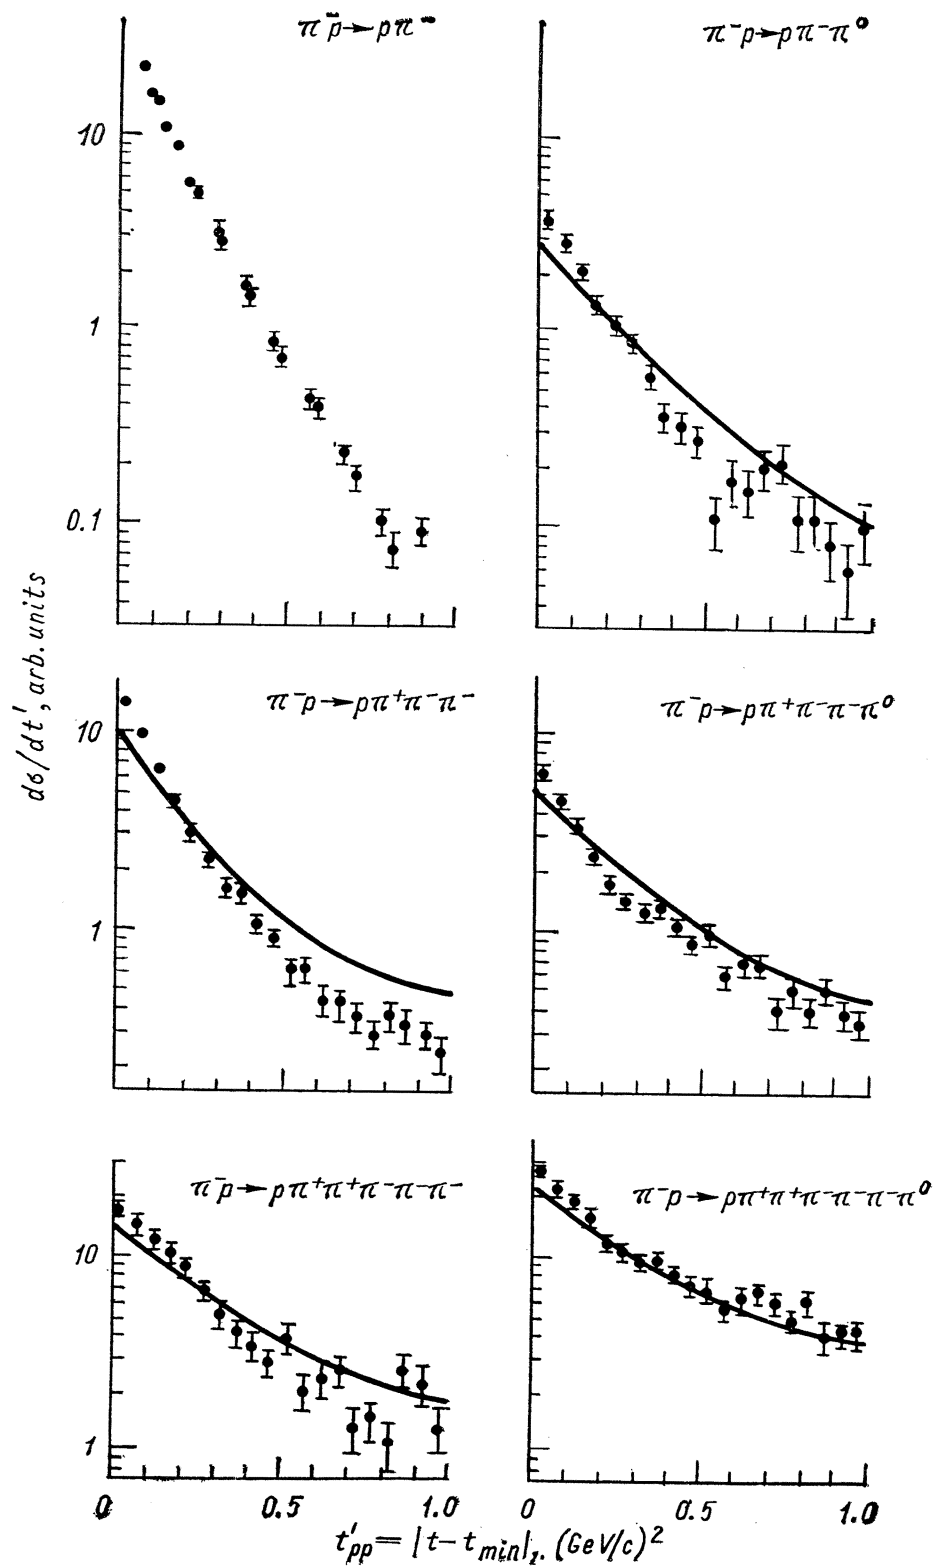 π⁻p→pπ⁻
π⁻p→pπ⁻π⁰
10
1
0.1
dσ/dt', arb. units
π⁻p→pπ⁺π⁻π⁻
π⁻p→pπ⁺π⁻π⁻π⁰
10
1
π⁻p→pπ⁺π⁺π⁻π⁻π⁻
π⁻p→pπ⁺π⁺π⁻π⁻π⁻π⁰
10
1
0 0.5 1.0
0 0.5 1.0
t'pp = |t-tmin|, (GeV/c)²